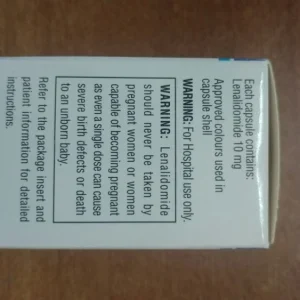 Each capsule contains:
Lenalidomide 10 mg
Approved colours used in
capsule shell
WARNING: For Hospital use only.
WARNING: Lenalidomide
should never be taken by
pregnant women or women
capable of becoming pregnant
as even a single dose can cause
severe birth defects or death
to an unborn baby.
Refer to the package insert and
patient information for detailed
instructions.